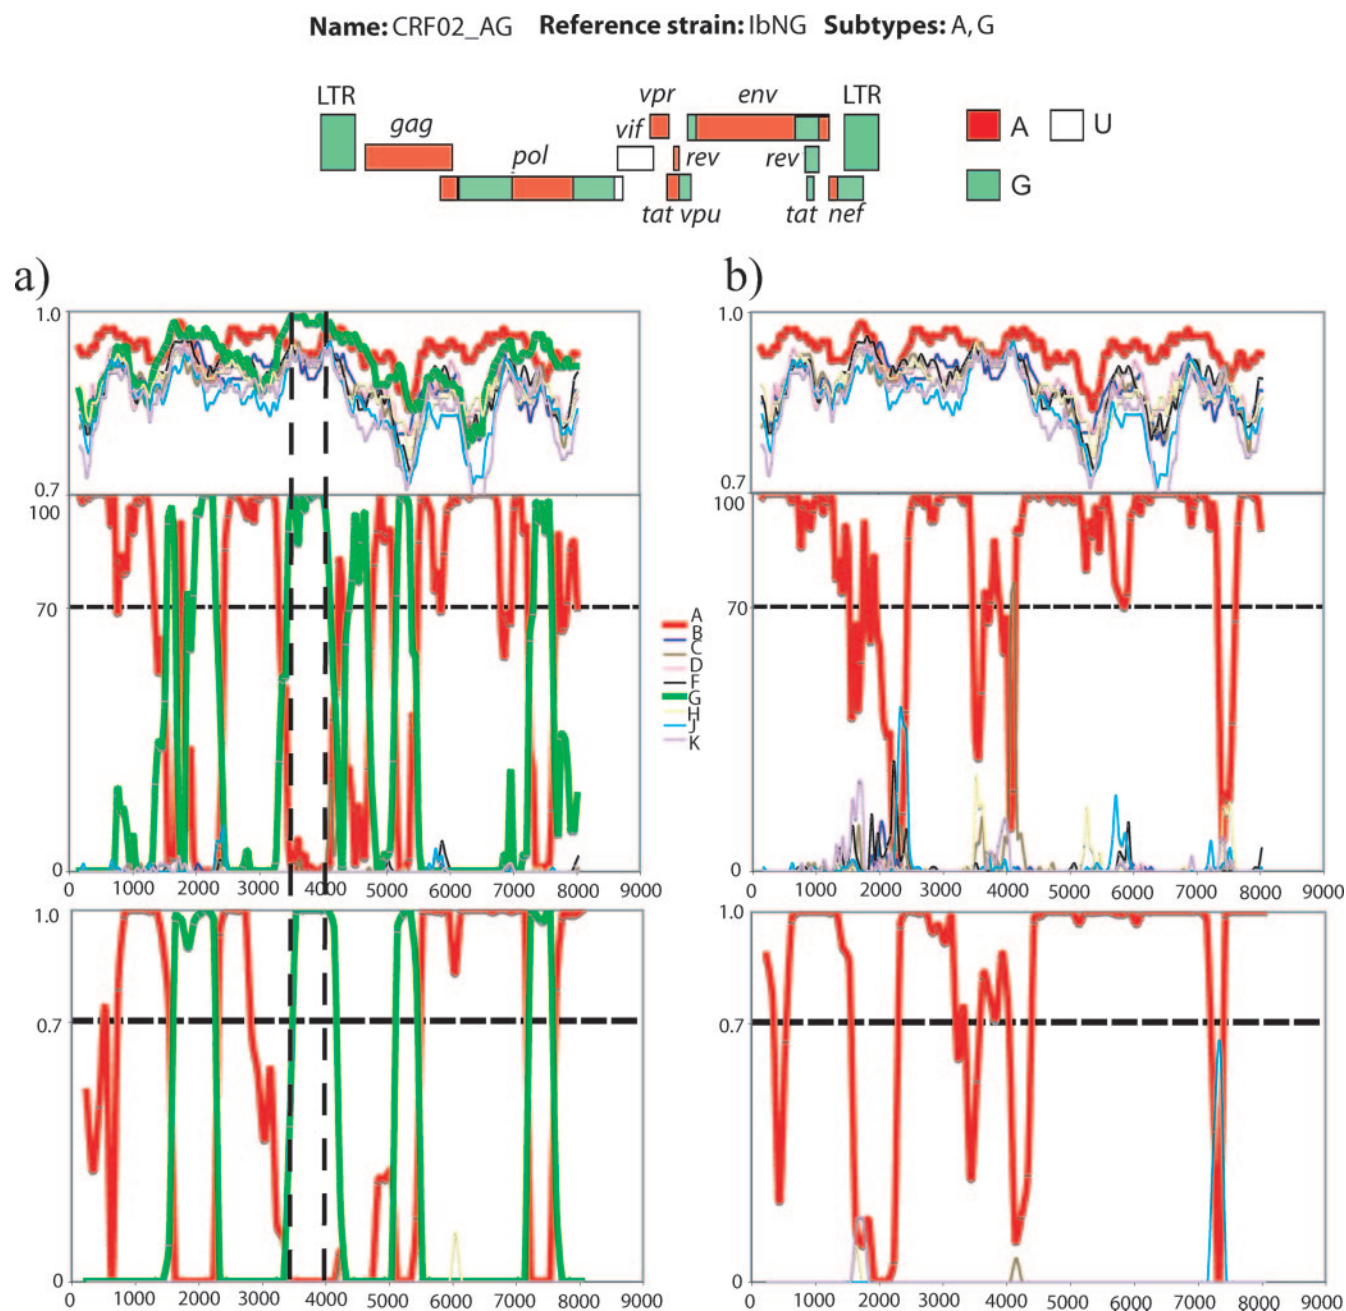 Name: CRF02_AG Reference strain: IbNG Subtypes: A, G
LTR gag pol vif vpr tat rev vpu env rev tat nef LTR
A U
G
a)
1.0
0.7
100
70
0
0 1000 2000 3000 4000 5000 6000 7000 8000 9000
1.0
0.7
0
0 1000 2000 3000 4000 5000 6000 7000 8000 9000
A
B
C
D
F
G
H
J
K
b)
1.0
0.7
100
70
0
0 1000 2000 3000 4000 5000 6000 7000 8000 9000
1.0
0.7
0
0 1000 2000 3000 4000 5000 6000 7000 8000 9000